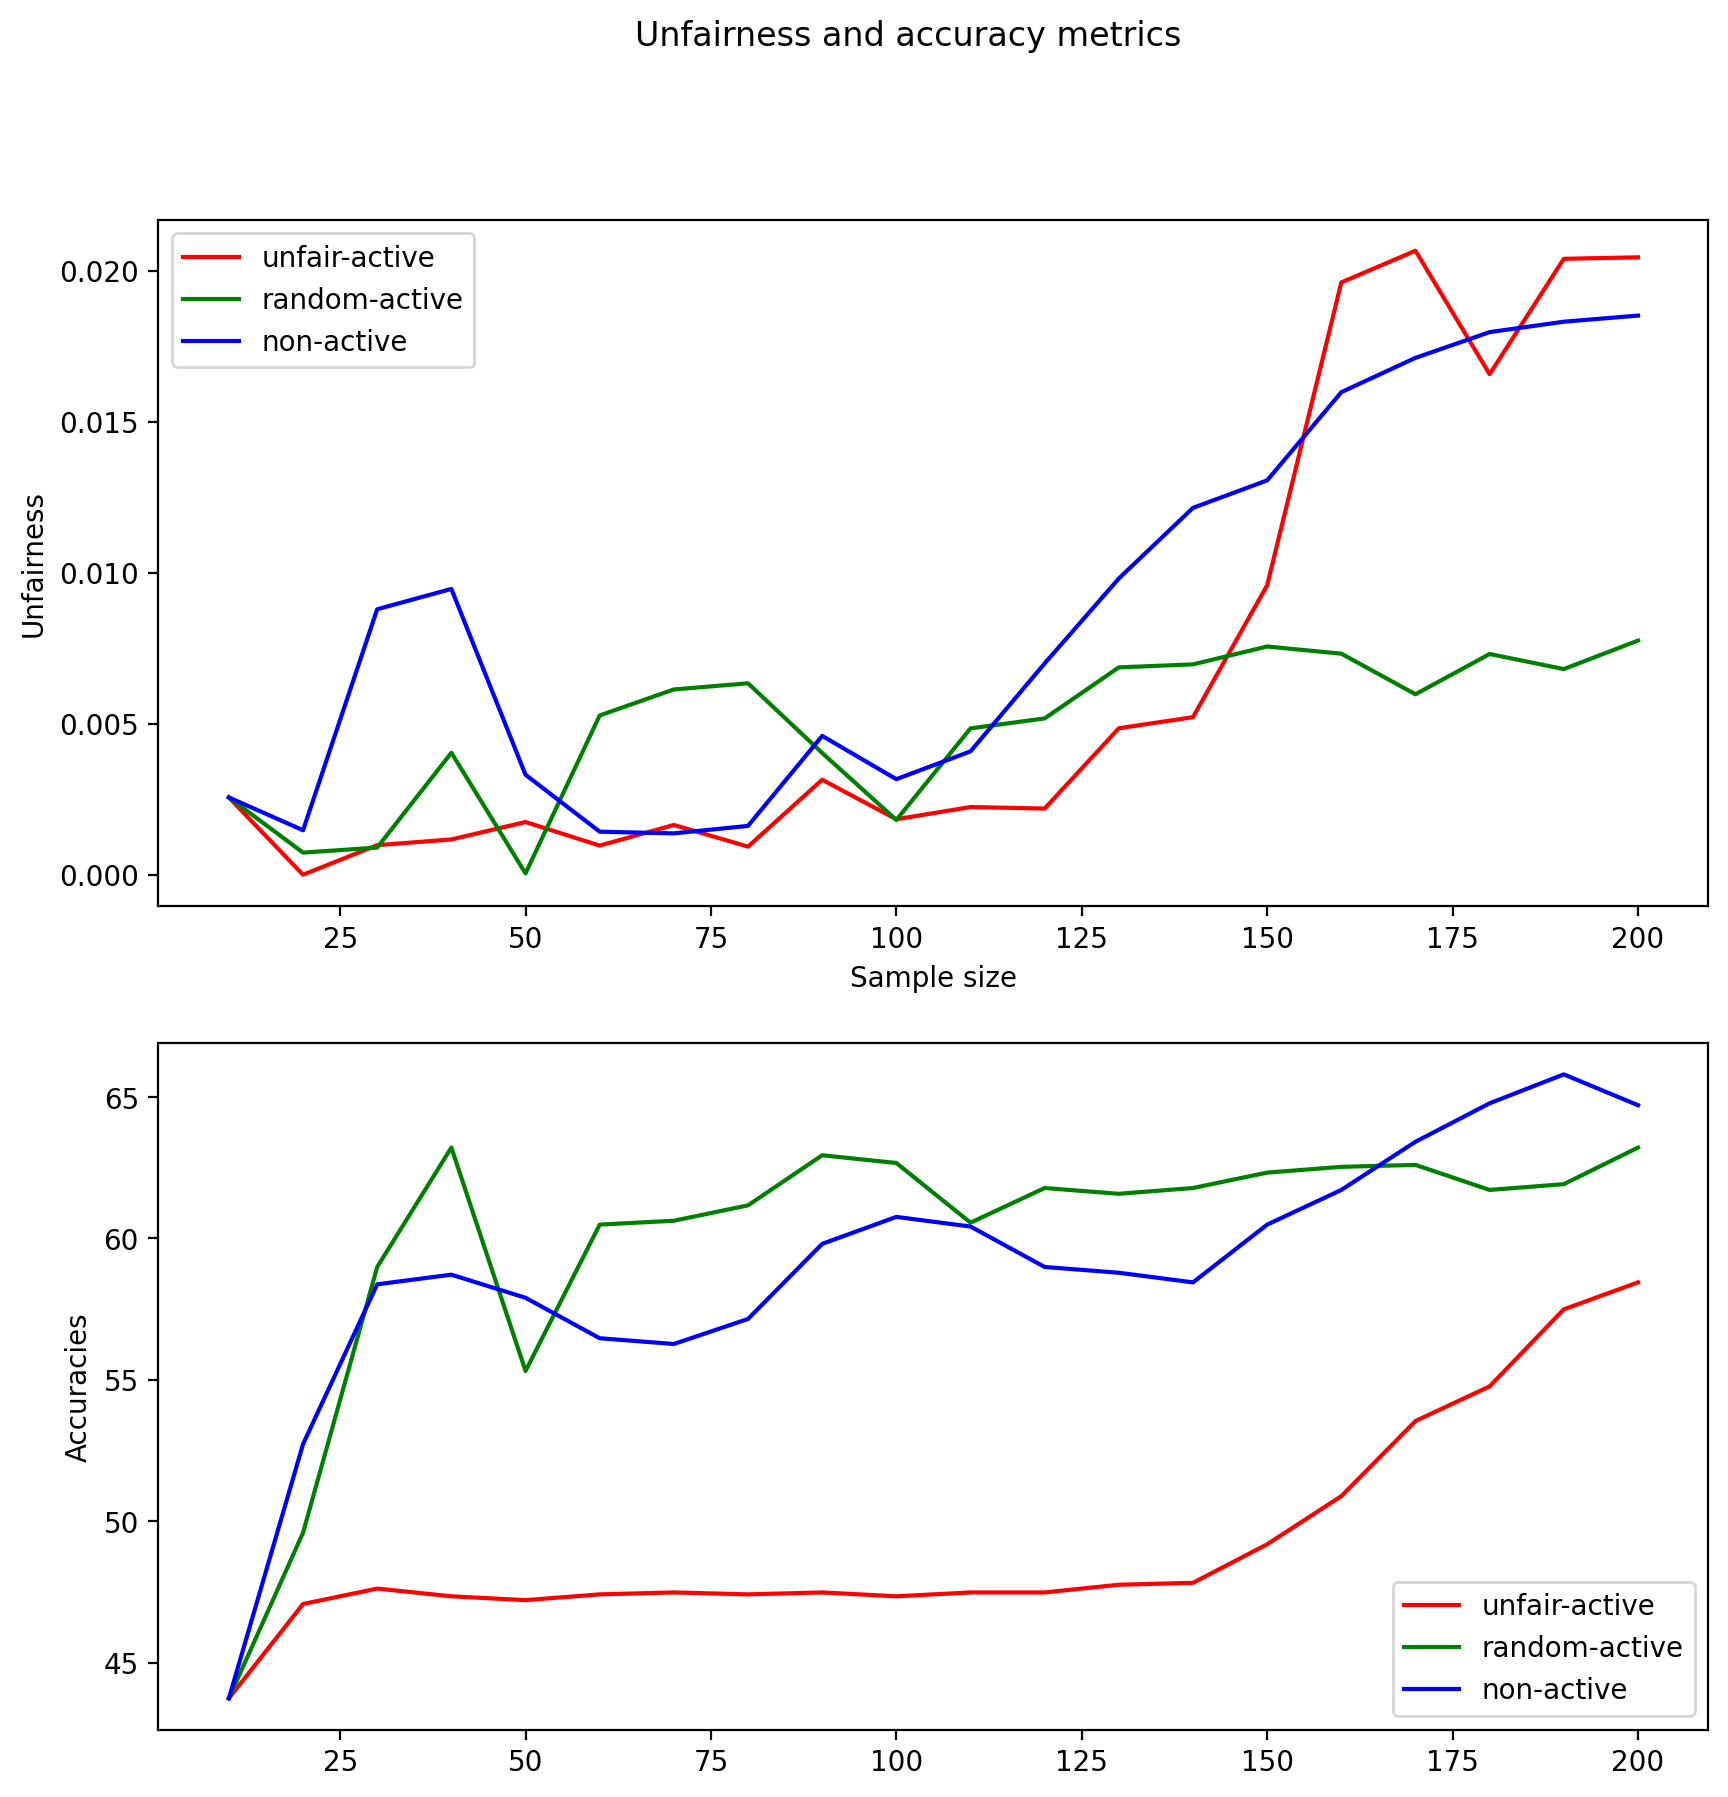 Unfairness and accuracy metrics
unfair-active
random-active
non-active
0.020
0.015
0.010
0.005
0.000
Unfairness
25 50 75 100 125 150 175 200
Sample size
65
60
55
50
45
Accuracies
unfair-active
random-active
non-active
25 50 75 100 125 150 175 200